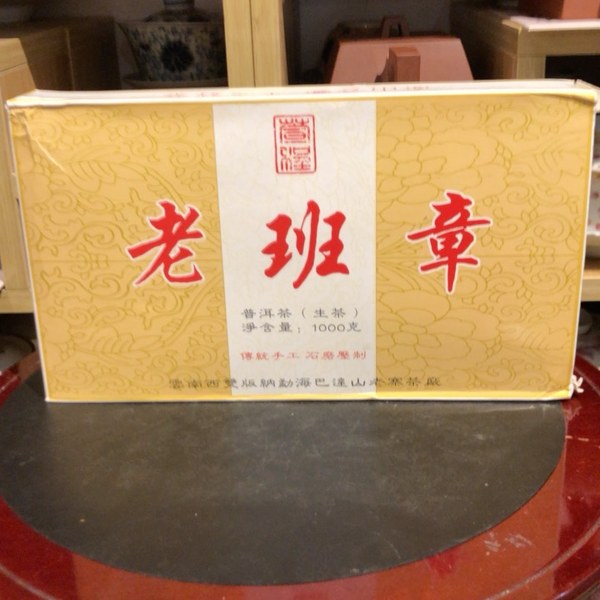 老班章
普洱茶（生茶）
淨含量：1000克
傳統手工 石磨壓制
雲南西雙版納勐海巴達山老寨茶廠